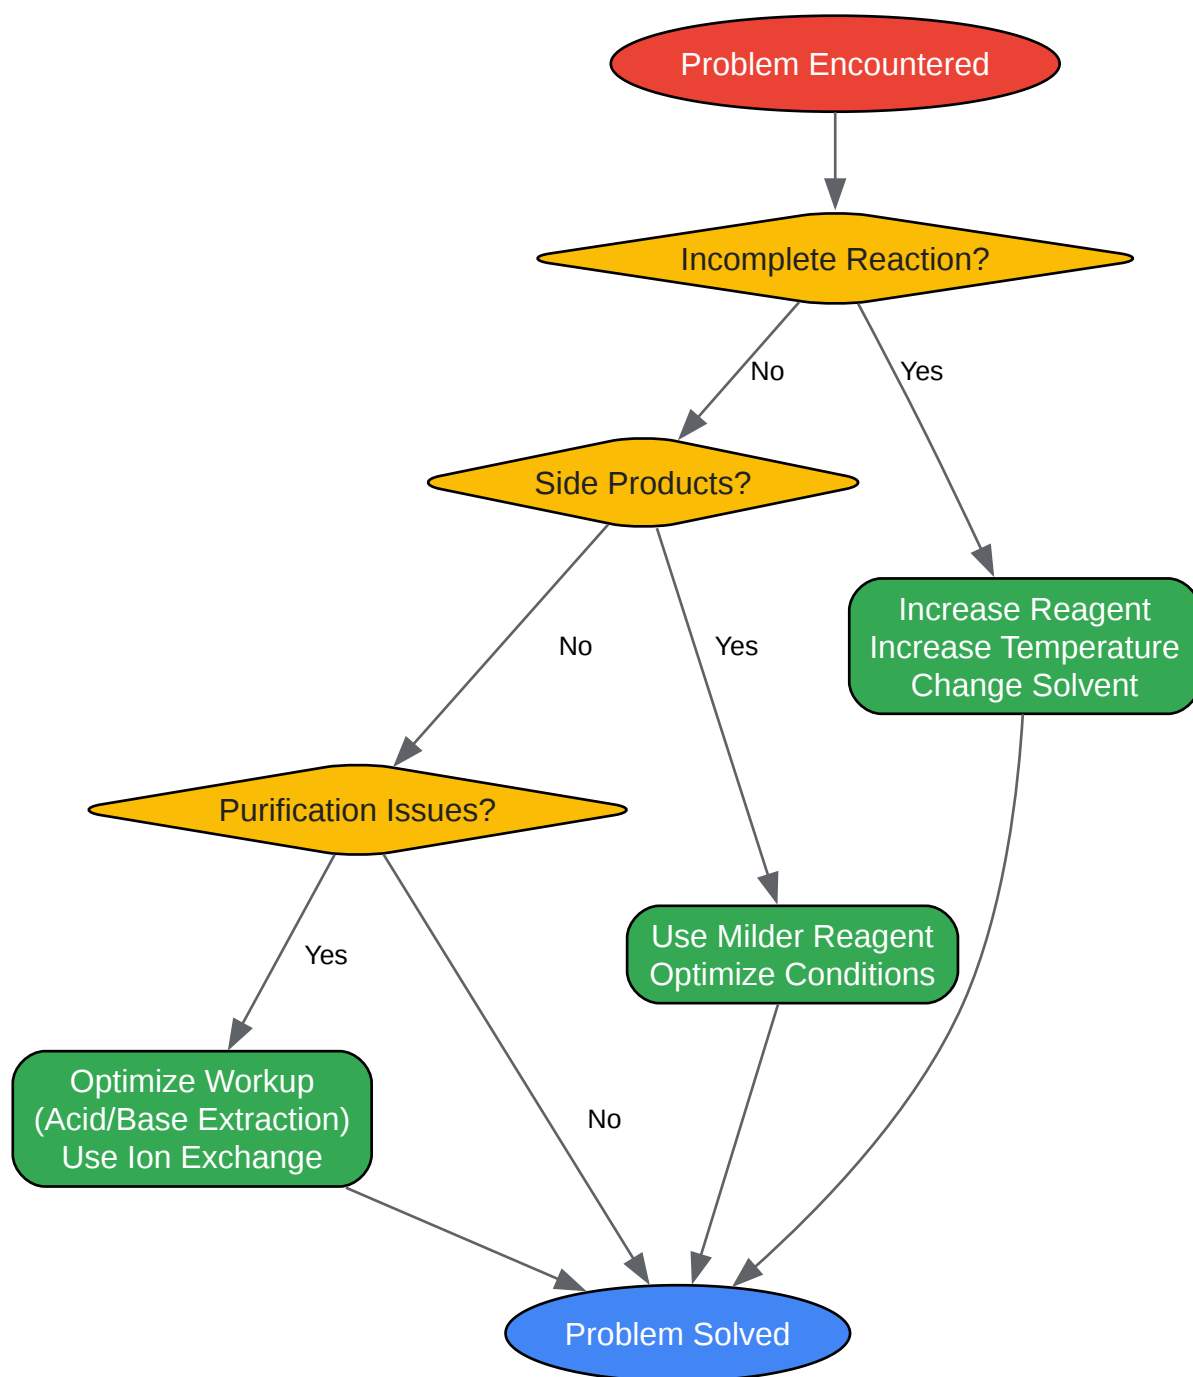 Problem Encountered
Incomplete Reaction?
No
Yes
Side Products?
Increase Reagent
Increase Temperature
Change Solvent
No
Yes
Purification Issues?
Use Milder Reagent
Optimize Conditions
Yes
Optimize Workup
(Acid/Base Extraction)
Use Ion Exchange
No
Problem Solved